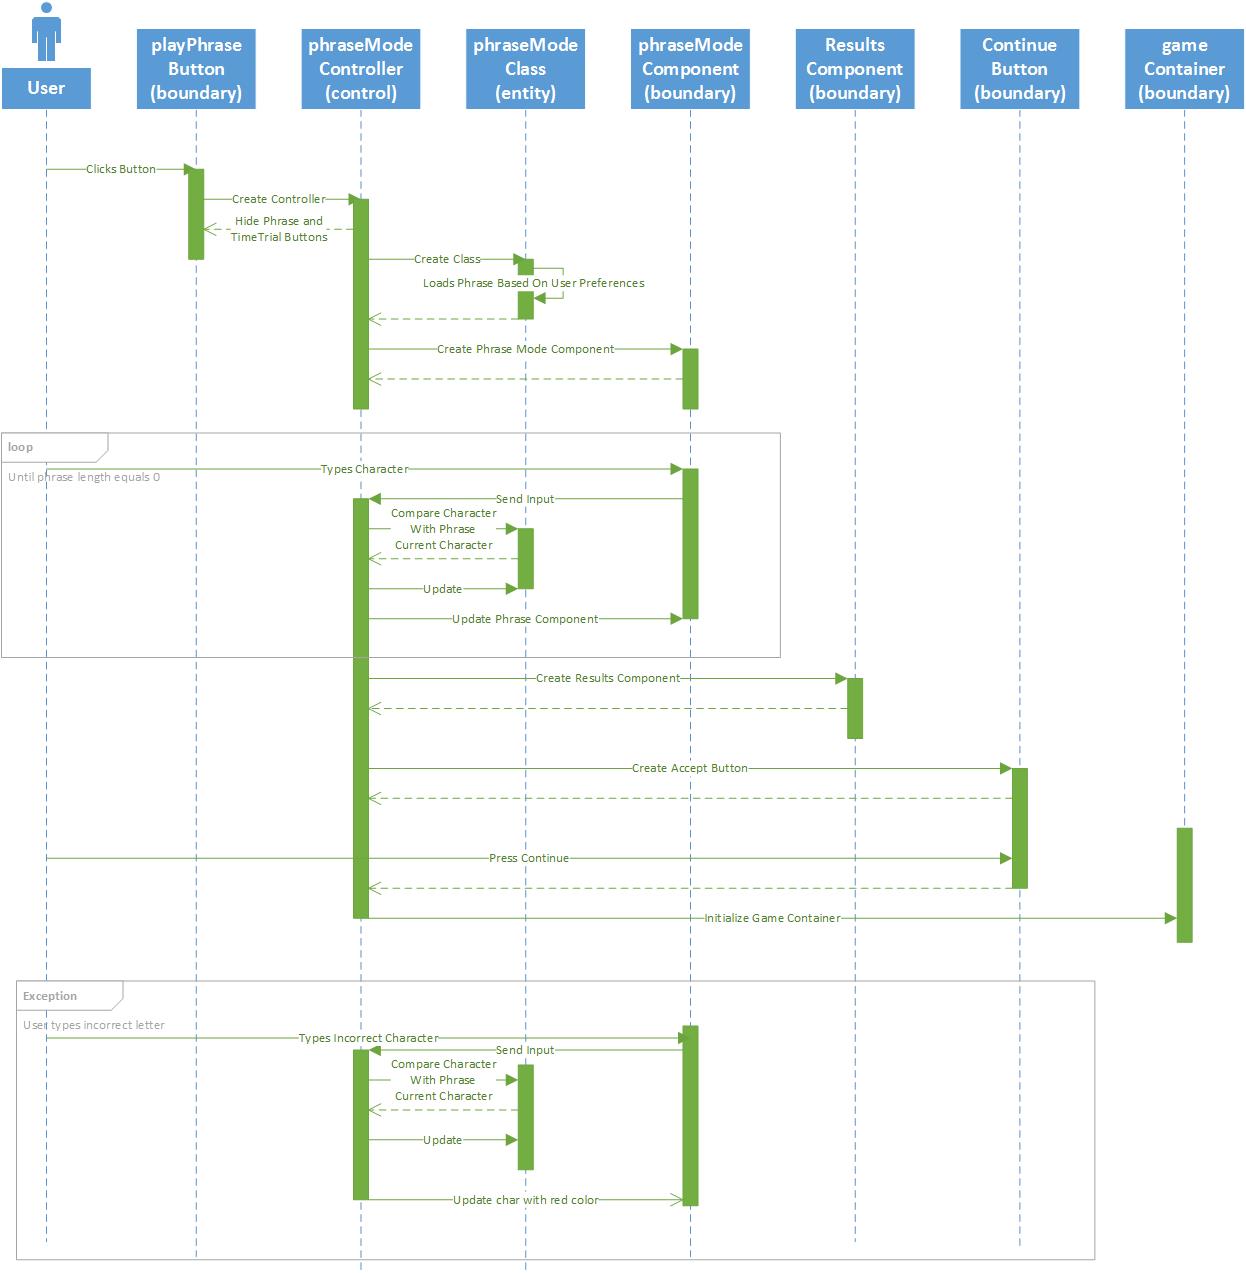 User
playPhrase
Button
(boundary)
phraseMode
Controller
(control)
phraseMode
Class
(entity)
phraseMode
Component
(boundary)
Results
Component
(boundary)
Continue
Button
(boundary)
game
Container
(boundary)
Clicks Button
Create Controller
Hide Phrase and
TimeTrial Buttons
Create Class
Loads Phrase Based On User Preferences
Create Phrase Mode Component
loop
Until phrase length equals 0
Types Character
Send Input
Compare Character
With Phrase
Current Character
Update
Update Phrase Component
Create Results Component
Create Accept Button
Press Continue
Initialize Game Container
Exception
User types incorrect letter
Types Incorrect Character
Send Input
Compare Character
With Phrase
Current Character
Update
Update char with red color